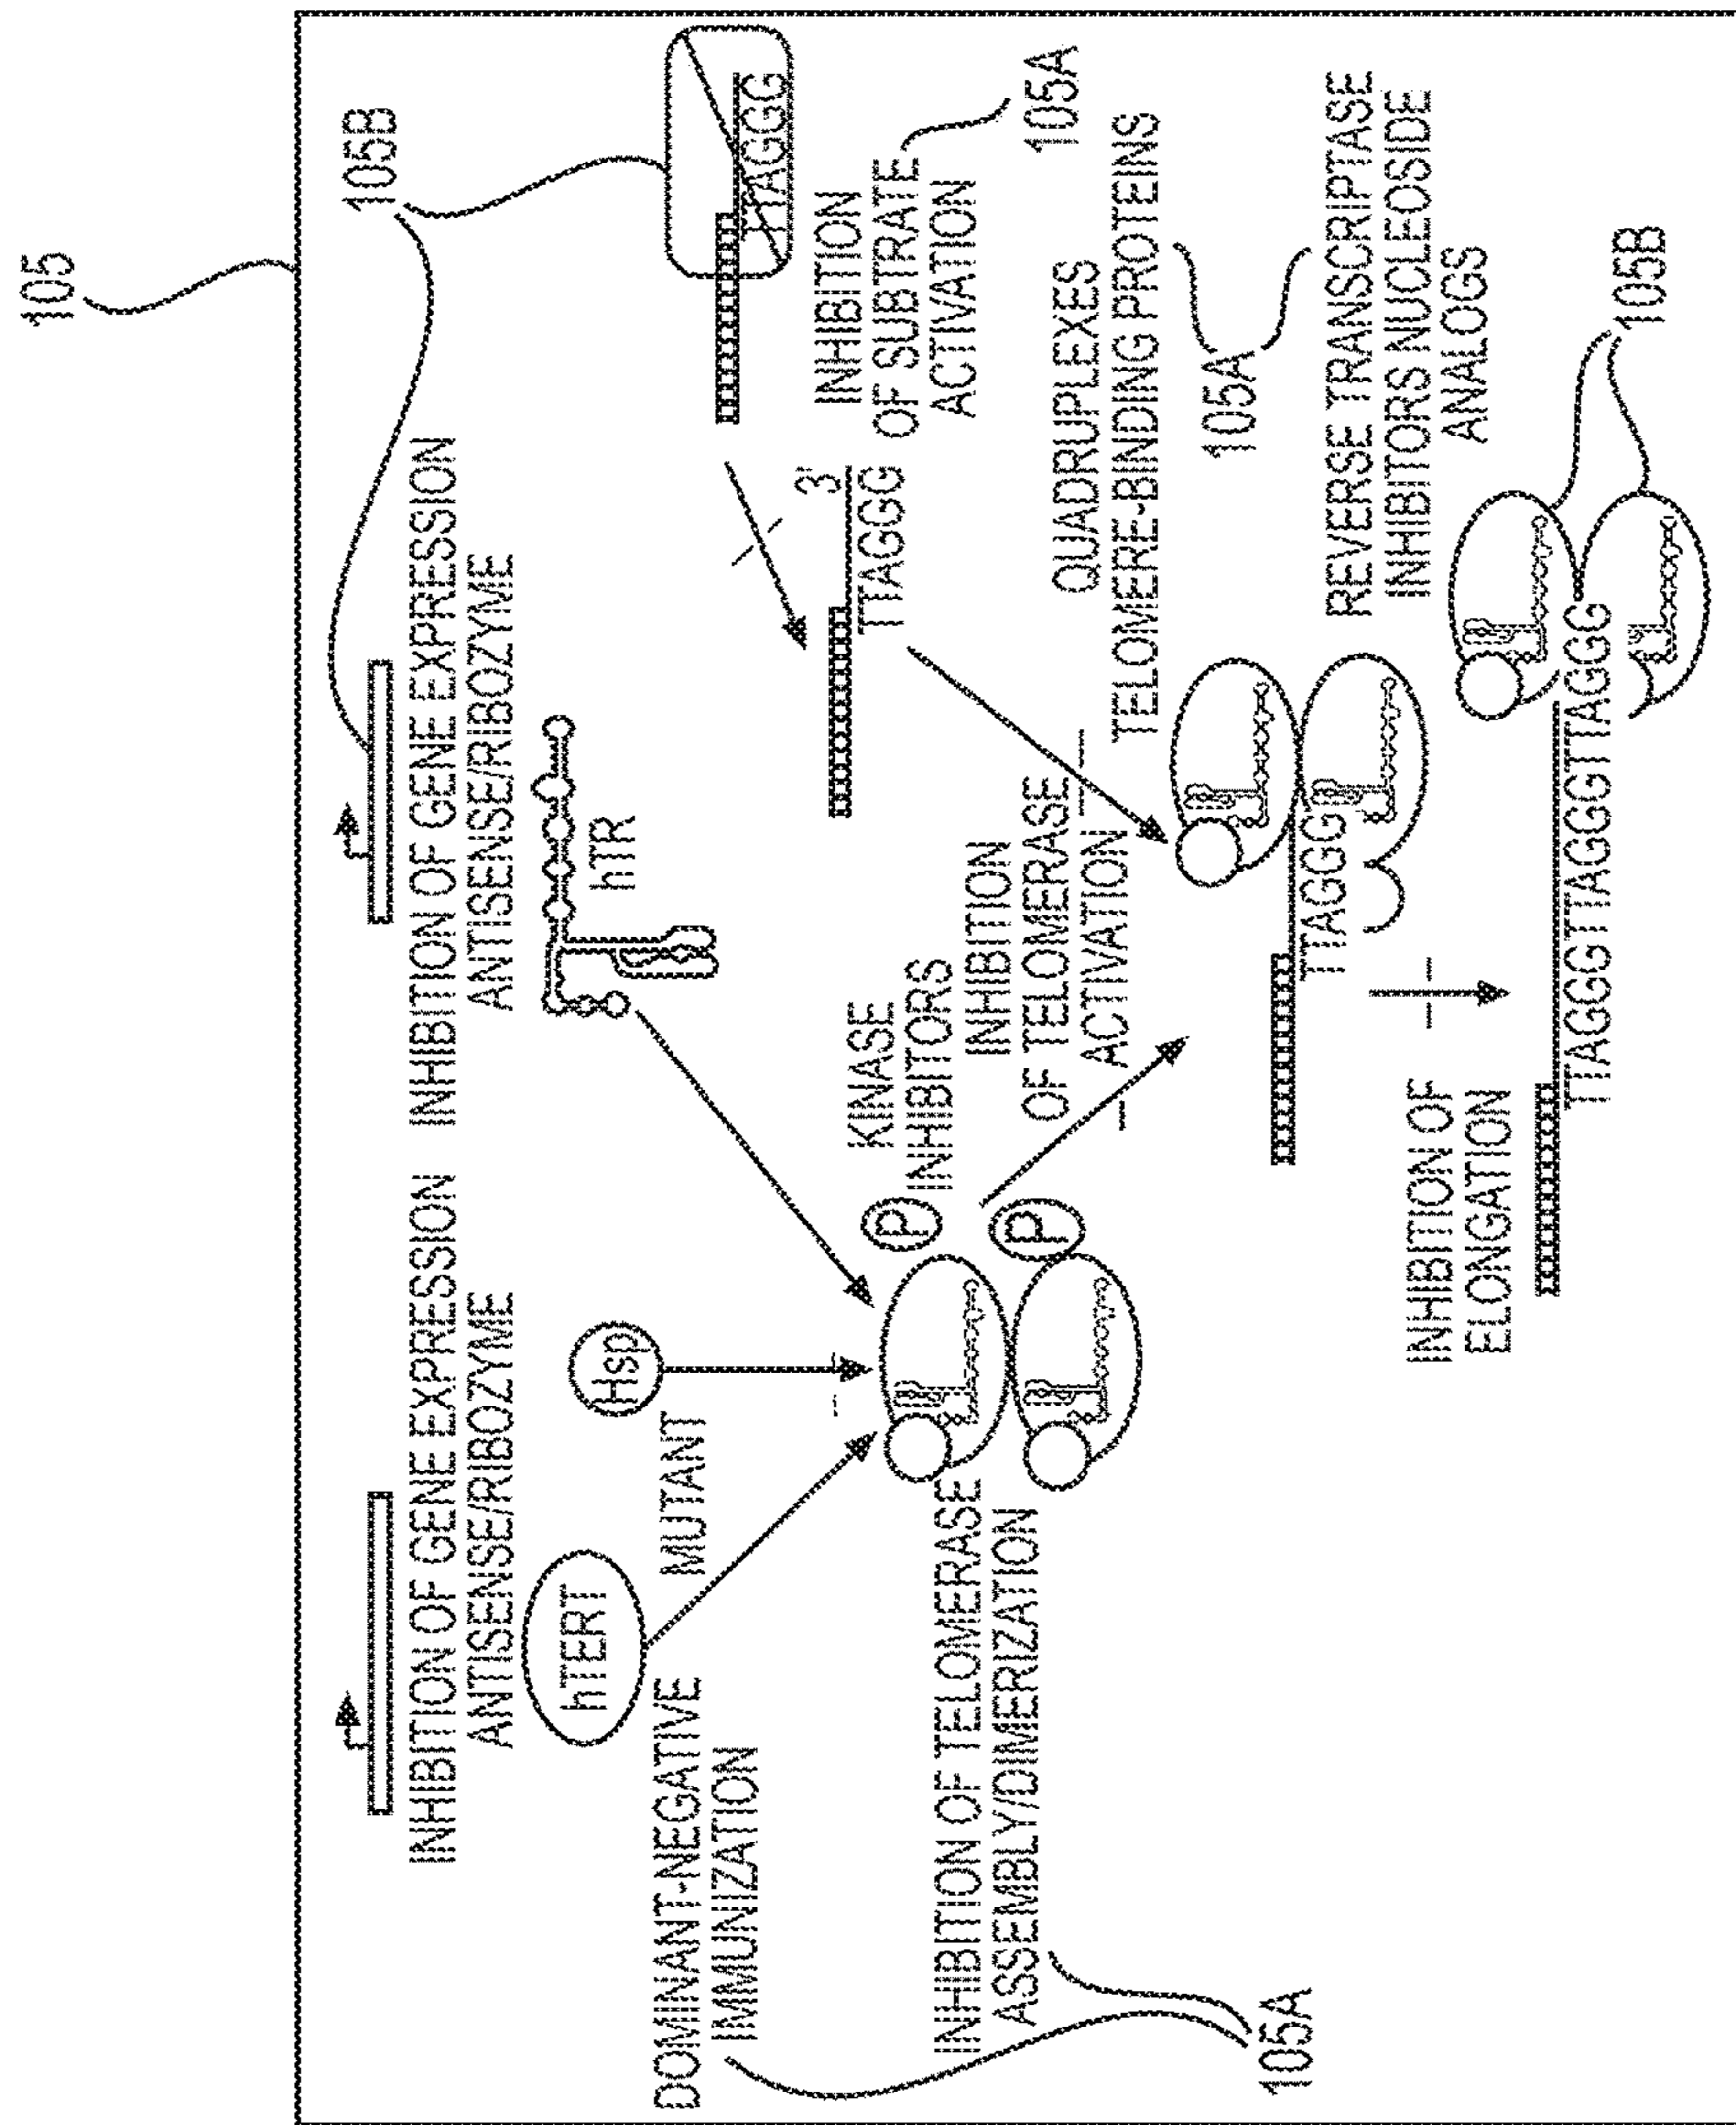 105
105B
INHIBITION OF GENE EXPRESSION
ANTISENSE/RIBOZYME
INHIBITION OF GENE EXPRESSION
ANTISENSE/RIBOZYME
hTERT
Hsp
hTR
MUTANT
DOMINANT-NEGATIVE
IMMUNIZATION
TTAGGG
INHIBITION
OF SUBTRATE
ACTIVATION
105A
3'
TTAGGG
KINASE
INHIBITORS
P
P
INHIBITION OF TELOMERASE
ASSEMBLY/DIMERIZATION
105A
INHIBITION
OF TELOMERASE
ACTIVATION
QUADRUPLEXES
TELOMERE-BINDING PROTEINS
105A
TTAGGG
REVERSE TRANSCRIPTASE
INHIBITORS NUCLEOSIDE
ANALOGS
INHIBITION OF
ELONGATION
TTAGGGTTAGGGTTAGGG
105B